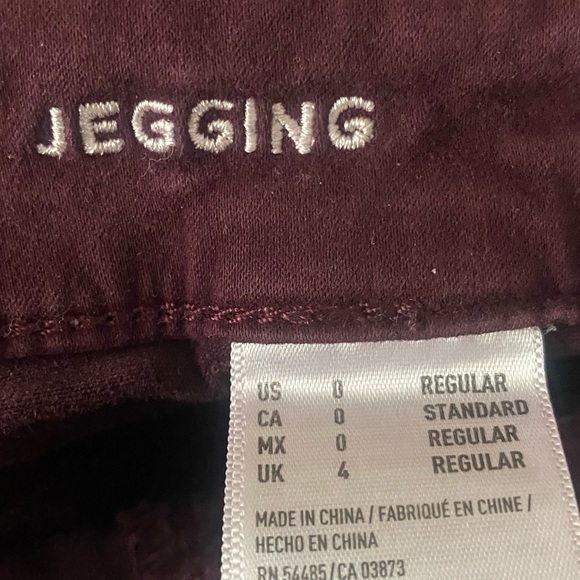 JEGGING
US 0 REGULAR
CA 0 STANDARD
MX 0 REGULAR
UK 4 REGULAR
MADE IN CHINA / FABRIQUÉ EN CHINE /
HECHO EN CHINA
RN 54485/CA 03873